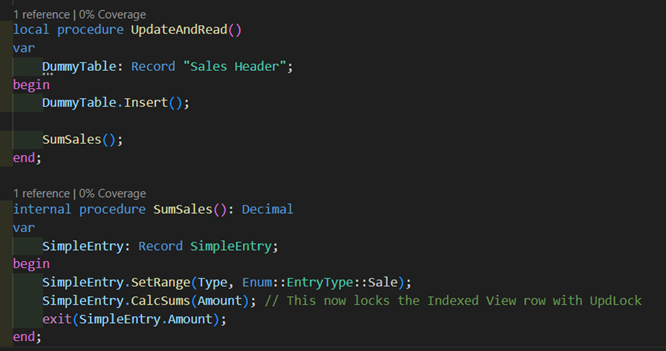 1 reference | 0% Coverage
local procedure UpdateAndRead()
var
    DummyTable: Record "Sales Header";
begin
    DummyTable.Insert();
    SumSales();
end;
1 reference | 0% Coverage
internal procedure SumSales(): Decimal
var
    SimpleEntry: Record SimpleEntry;
begin
    SimpleEntry.SetRange(Type, Enum::EntryType::Sale);
    SimpleEntry.CalcSums(Amount); // This now locks the Indexed View row with UpdLock
    exit(SimpleEntry.Amount);
end;